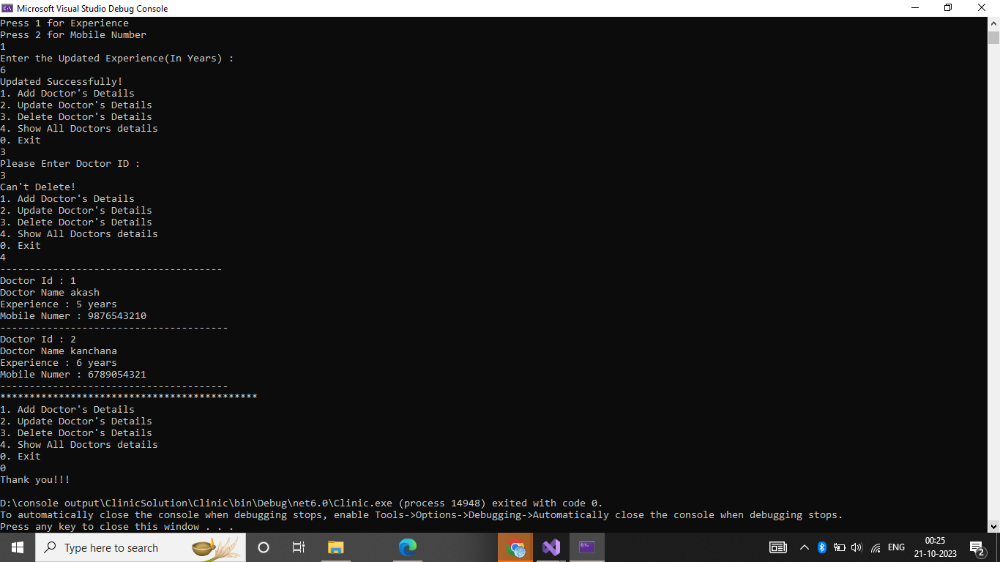 Microsoft Visual Studio Debug Console
Press 1 for Experience
Press 2 for Mobile Number
1
Enter the Updated Experience(In Years) :
6
Updated Successfully!
1. Add Doctor's Details
2. Update Doctor's Details
3. Delete Doctor's Details
4. Show All Doctors details
0. Exit
3
Please Enter Doctor ID :
3
Can't Delete!
1. Add Doctor's Details
2. Update Doctor's Details
3. Delete Doctor's Details
4. Show All Doctors details
0. Exit
4
--------------------------------------
Doctor Id : 1
Doctor Name akash
Experience : 5 years
Mobile Numer : 9876543210
---------------------------------------
Doctor Id : 2
Doctor Name kanchana
Experience : 6 years
Mobile Numer : 6789054321
---------------------------------------
********************************************
1. Add Doctor's Details
2. Update Doctor's Details
3. Delete Doctor's Details
4. Show All Doctors details
0. Exit
0
Thank you!!!
D:\console output\ClinicSolution\Clinic\bin\Debug\net6.0\Clinic.exe (process 14948) exited with code 0.
To automatically close the console when debugging stops, enable Tools->Options->Debugging->Automatically close the console when debugging stops.
Press any key to close this window . . .
Type here to search
ENG
00:25
21-10-2023
2